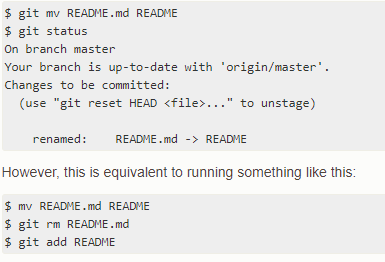 $ git mv README.md README
$ git status
On branch master
Your branch is up-to-date with 'origin/master'.
Changes to be committed:
  (use "git reset HEAD <file>..." to unstage)
    renamed:    README.md -> README
However, this is equivalent to running something like this:
$ mv README.md README
$ git rm README.md
$ git add README